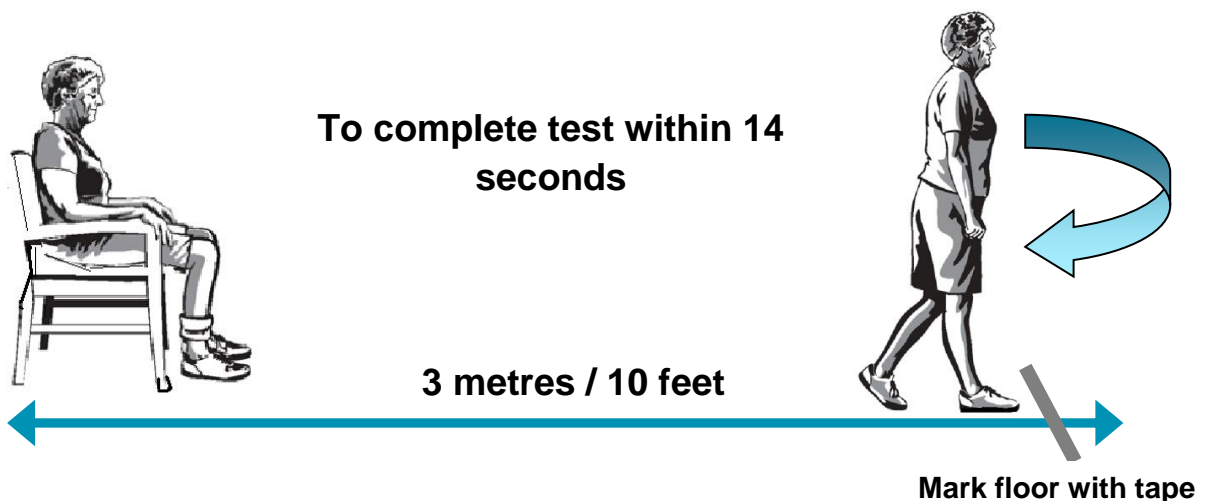 To complete test within 14
seconds
3 metres / 10 feet
Mark floor with tape